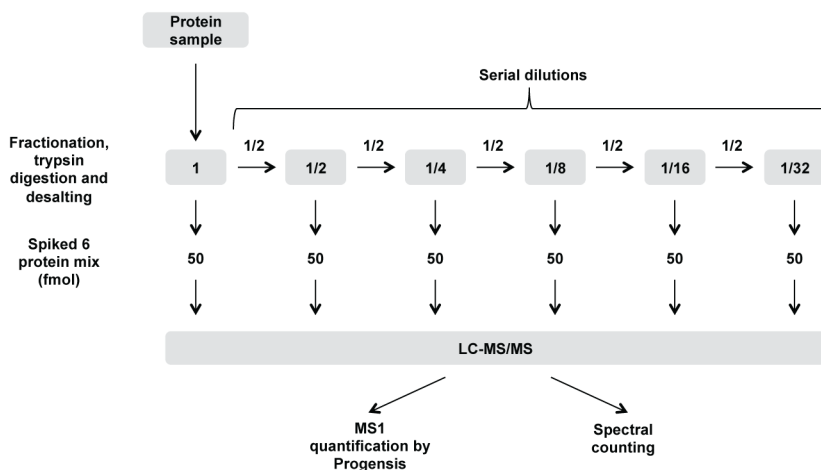 Protein
sample
Serial dilutions
Fractionation,
trypsin
digestion and
desalting
1/2 1/2 1/2 1/2 1/2
1 1/2 1/4 1/8 1/16 1/32
Spiked 6
protein mix
(fmol)
50 50 50 50 50 50
LC-MS/MS
MS1
quantification by
Progensis
Spectral
counting